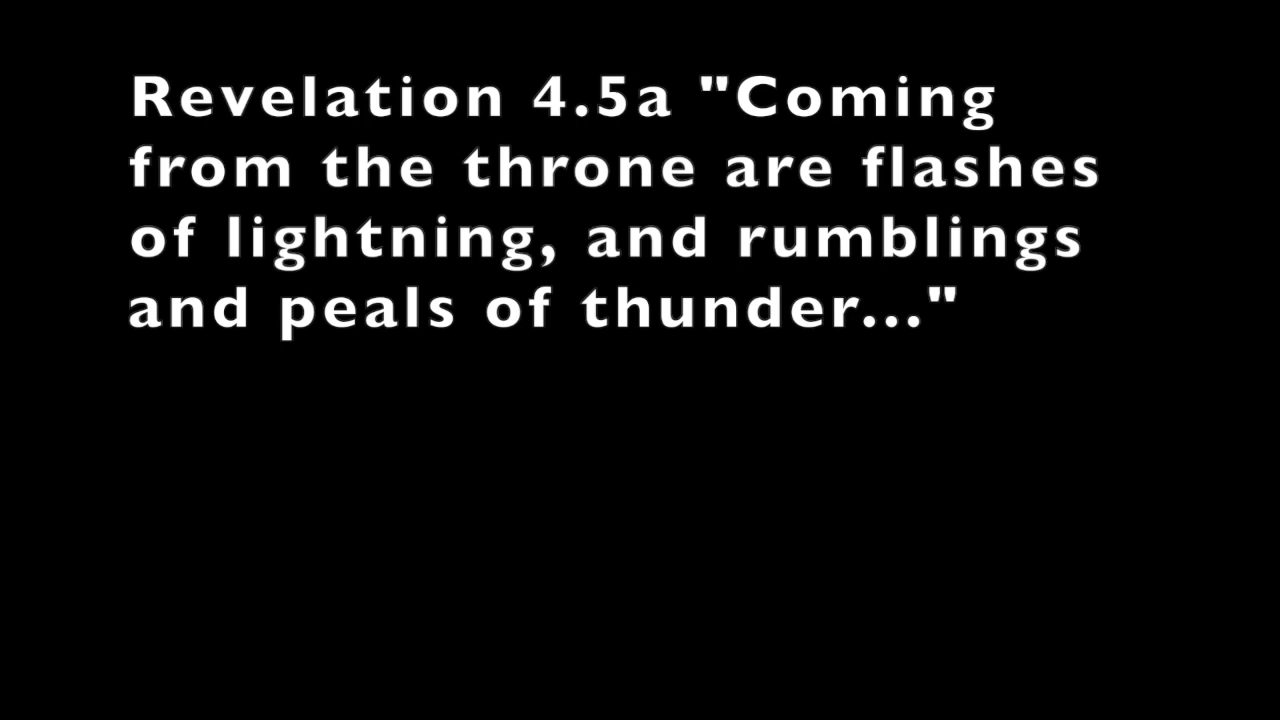 Revelation 4.5a "Coming
from the throne are flashes
of lightning, and rumblings
and peals of thunder..."